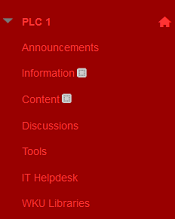 PLC 1
Announcements
Information
Content
Discussions
Tools
IT Helpdesk
WKU Libraries